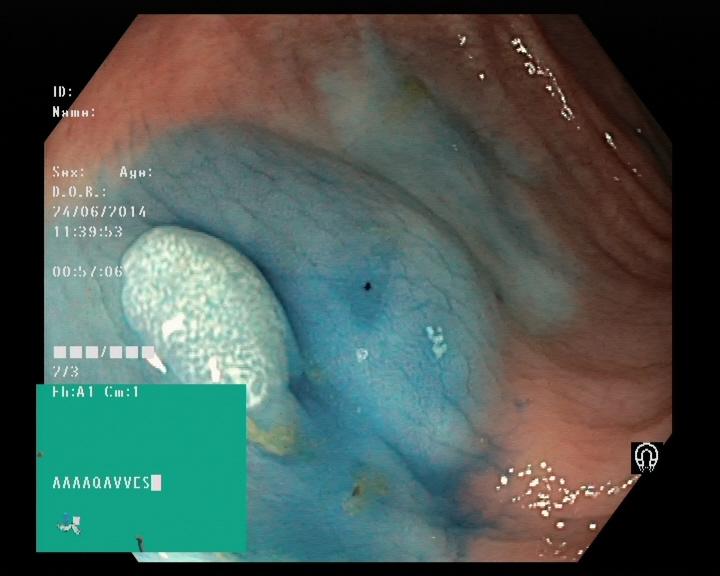 ID:
Name:
Sex: Age:
D.O.B.:
24/06/2014
11:39:53
00:57:06
■■■/■■■
2/3
Eh:A1 Cm:1
AAAAQAVVES